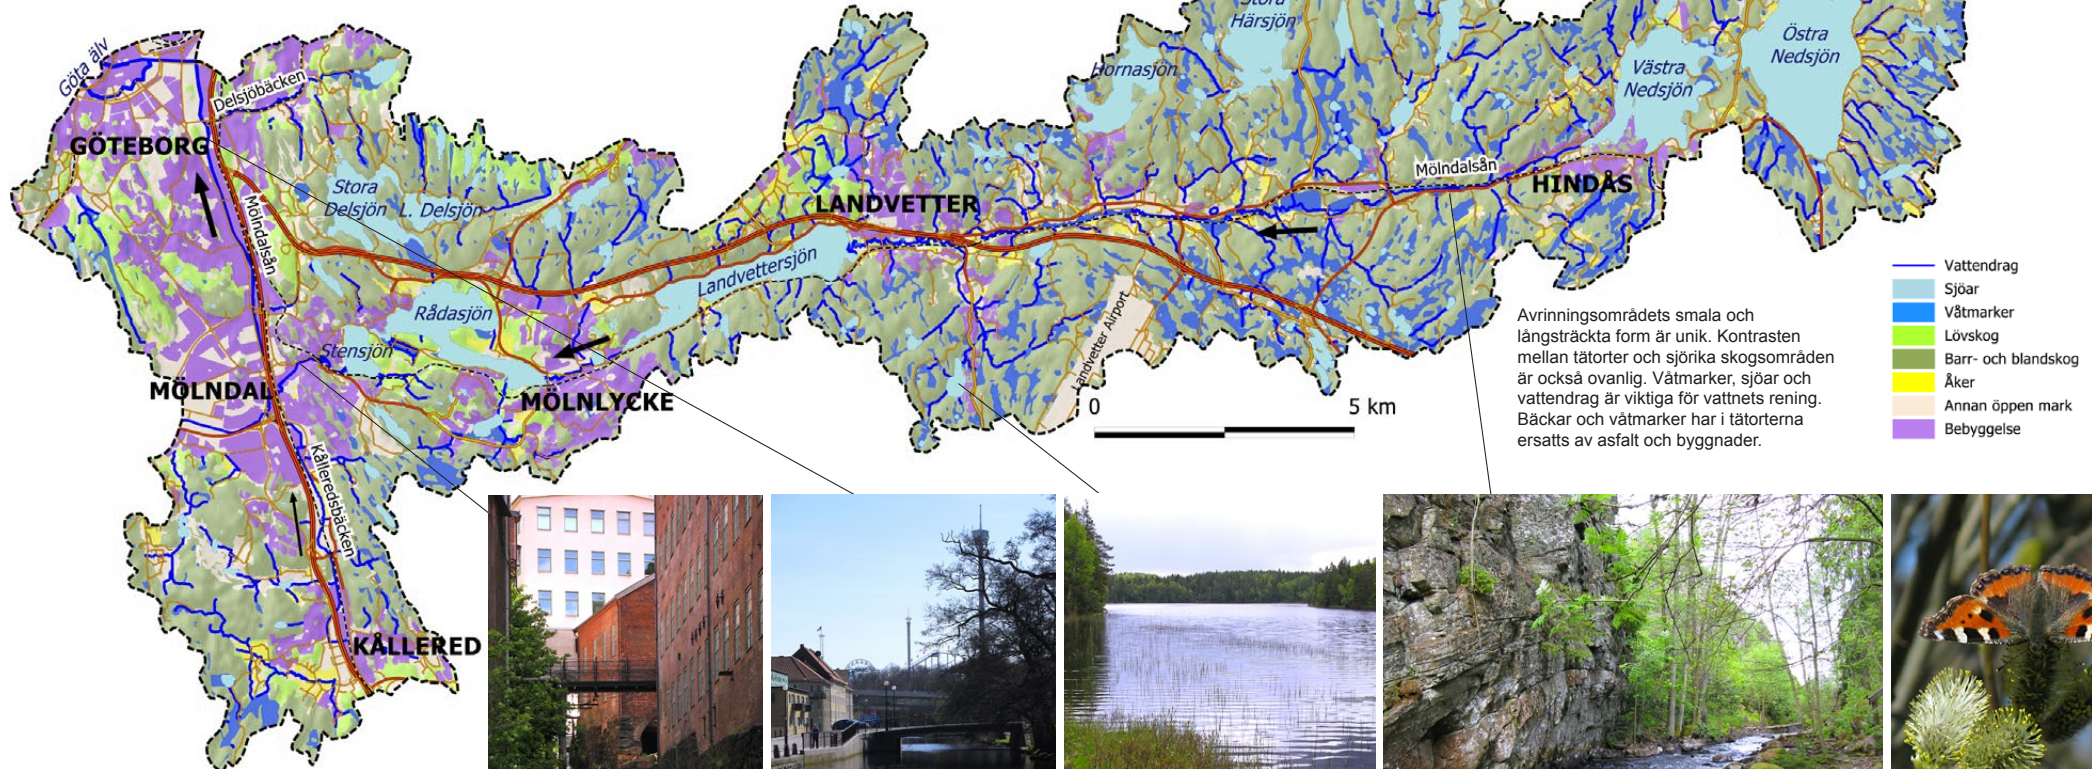 Stora
Härsjön
Östra
Nedsjön
Göta älv
Hornasjön
Västra
Nedsjön
Delsjöbäcken
GÖTEBORG
Mölndalsån
HINDÅS
Stora
Delsjön L. Delsjön
LANDVETTER
Mölndalsån
Landvettersjön
Rådasjön
Stensjön
Landvetter Airport
MÖLNDAL
MÖLNLYCKE
0 5 km
Kålleredsbäcken
KÅLLERED
Avrinningsområdets smala och
långsträckta form är unik. Kontrasten
mellan tätorter och sjörika skogsområden
är också ovanlig. Våtmarker, sjöar och
vattendrag är viktiga för vattnets rening.
Bäckar och våtmarker har i tätorterna
ersatts av asfalt och byggnader.
Vattendrag
Sjöar
Våtmarker
Lövskog
Barr- och blandskog
Åker
Annan öppen mark
Bebyggelse